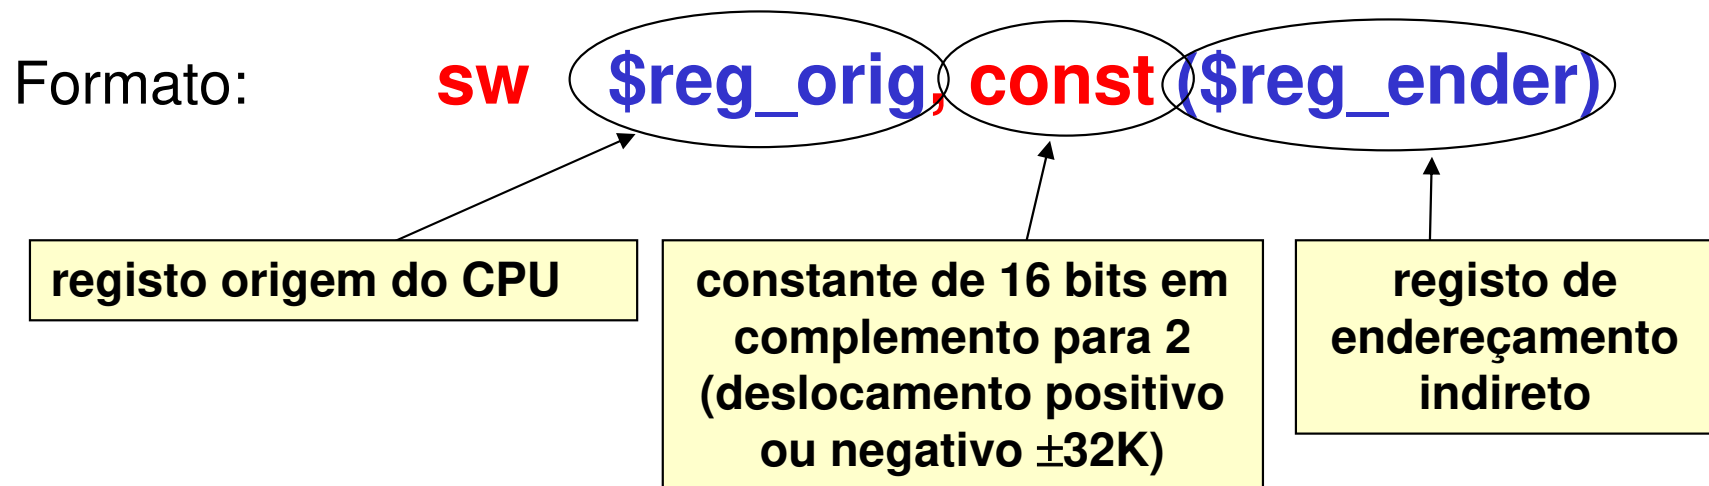 Formato: sw $reg_orig, const ($reg_ender)
registo origem do CPU
constante de 16 bits em
complemento para 2
(deslocamento positivo
ou negativo ±32K)
registo de
endereçamento
indireto